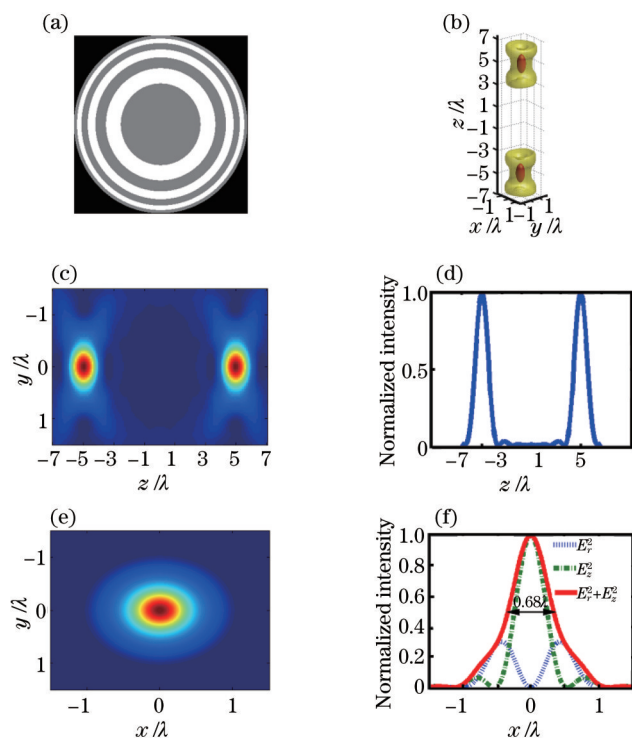 (a)
(b)
7
5
3
1
-1
-3
-5
-7
z/λ
-1
1
-1
1
x/λ
y/λ
(c)
-1
0
1
y/λ
-7 -5 -3 -1 1 3 5 7
z/λ
(d)
1.0
0.5
0
Normalized intensity
-7 -3 1 5
z/λ
(e)
-1
0
1
y/λ
-1 0 1
x/λ
(f)
1.0
0.8
0.6
0.4
0.2
0
Normalized intensity
E_r^2
E_z^2
E_r^2+E_z^2
0.68λ
-1 0 1
x/λ